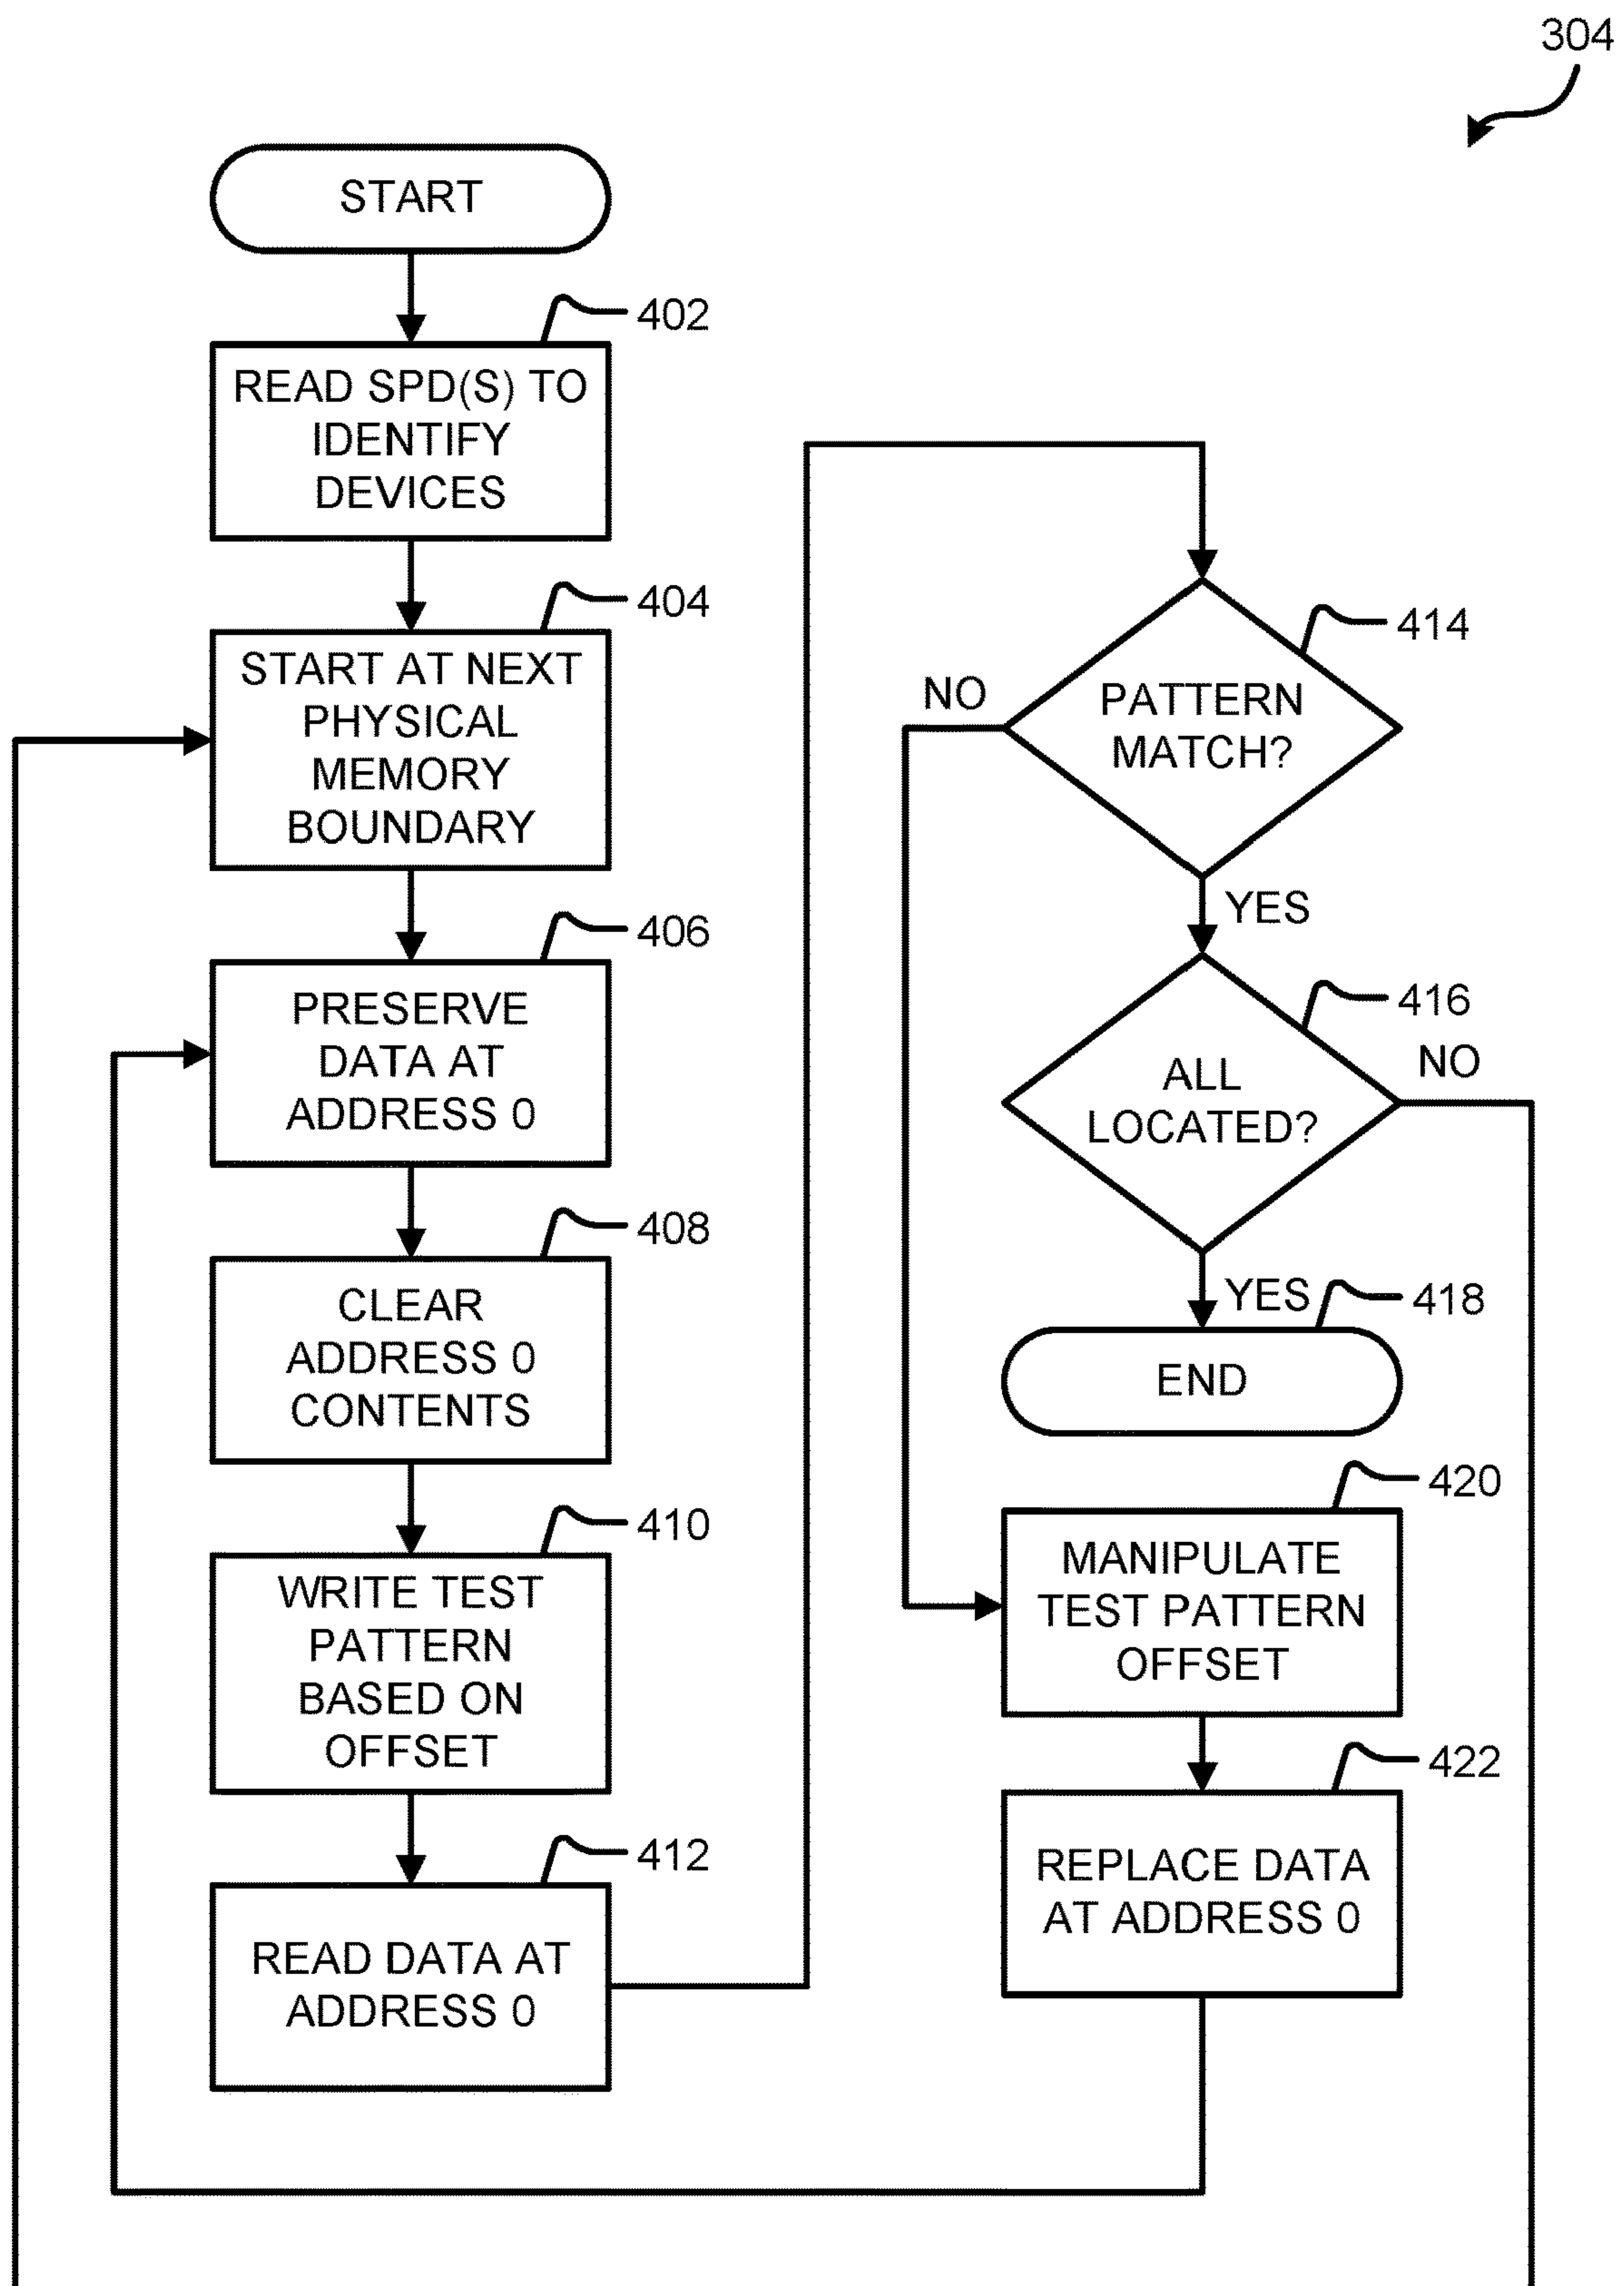 304
START
402
READ SPD(S) TO
IDENTIFY
DEVICES
404
START AT NEXT
PHYSICAL
MEMORY
BOUNDARY
406
PRESERVE
DATA AT
ADDRESS 0
408
CLEAR
ADDRESS 0
CONTENTS
410
WRITE TEST
PATTERN
BASED ON
OFFSET
412
READ DATA AT
ADDRESS 0
414
NO
PATTERN
MATCH?
YES
416
NO
ALL
LOCATED?
YES
418
END
420
MANIPULATE
TEST PATTERN
OFFSET
422
REPLACE DATA
AT ADDRESS 0